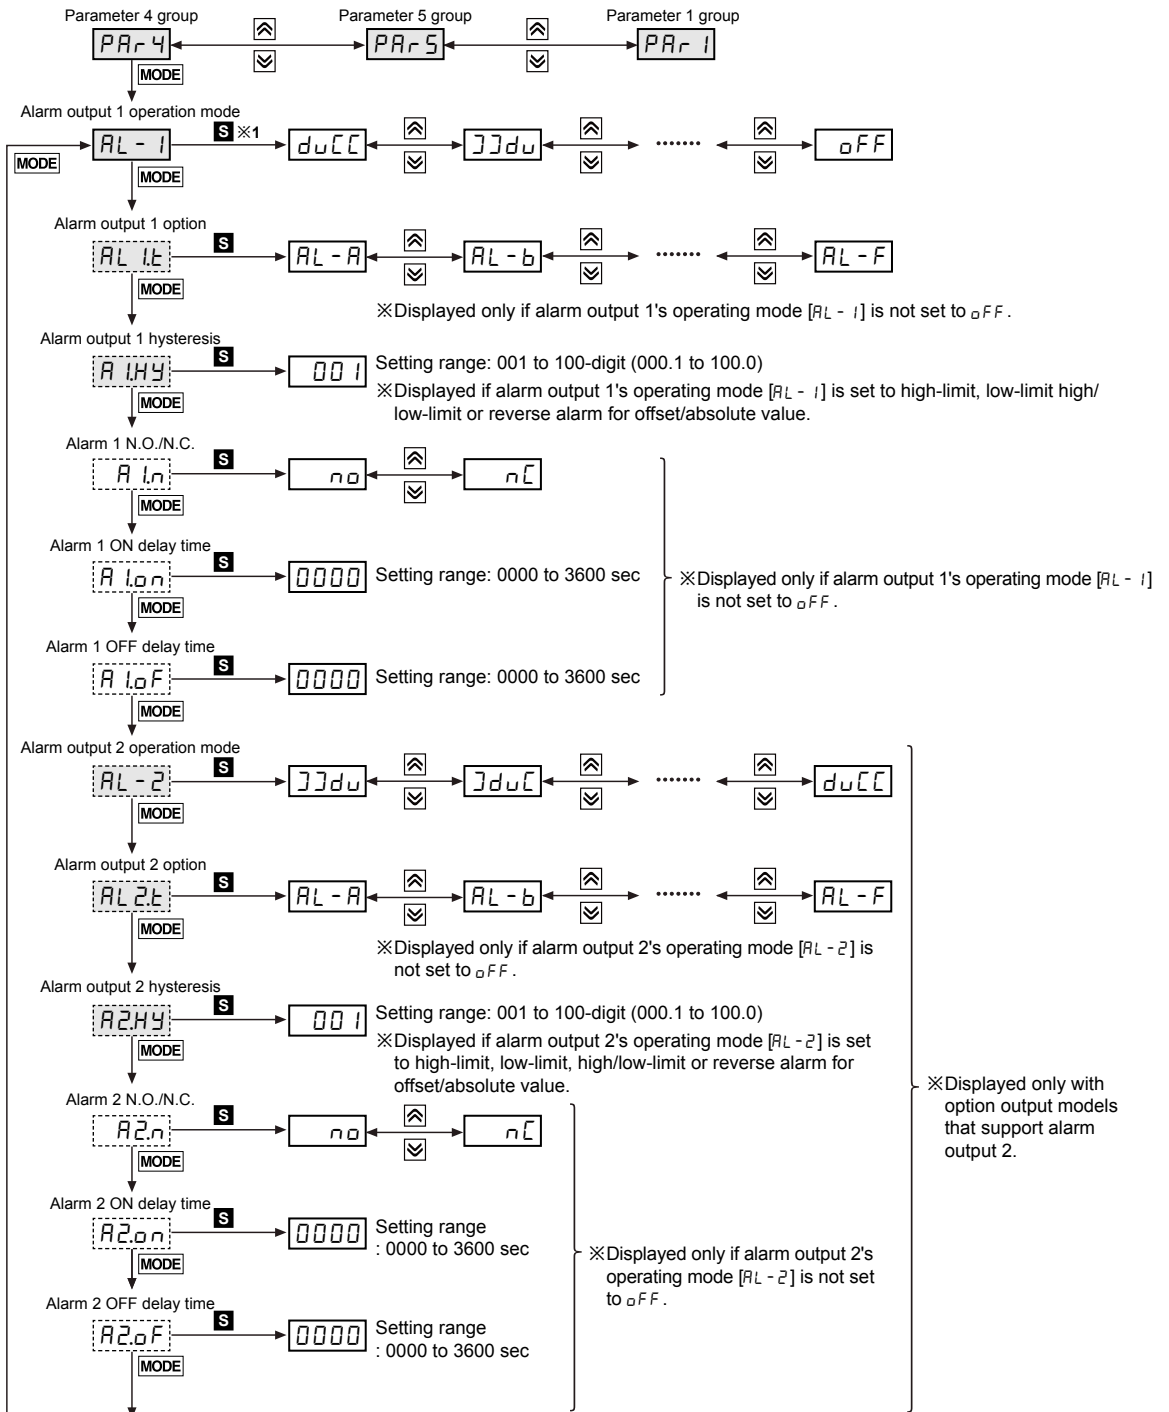 Parameter 4 group Parameter 5 group Parameter 1 group
PAr4 PAr5 PAr1
MODE
Alarm output 1 operation mode
AL-1 S ※1 duCC ]]du ....... oFF
MODE
MODE
Alarm output 1 option
AL1.t S AL-A AL-b ....... AL-F
MODE
※Displayed only if alarm output 1's operating mode [AL-1] is not set to oFF.
Alarm output 1 hysteresis
A1.HY S 001 Setting range: 001 to 100-digit (000.1 to 100.0)
MODE
※Displayed if alarm output 1's operating mode [AL-1] is set to high-limit, low-limit high/
low-limit or reverse alarm for offset/absolute value.
Alarm 1 N.O./N.C.
A1.n S no nC
MODE
Alarm 1 ON delay time
A1.on S 0000 Setting range: 0000 to 3600 sec
※Displayed only if alarm output 1's operating mode [AL-1]
is not set to oFF.
MODE
Alarm 1 OFF delay time
A1.oF S 0000 Setting range: 0000 to 3600 sec
MODE
Alarm output 2 operation mode
AL-2 S ]]du ]duC ....... duCC
MODE
Alarm output 2 option
AL2.t S AL-A AL-b ....... AL-F
MODE
※Displayed only if alarm output 2's operating mode [AL-2] is
not set to oFF.
Alarm output 2 hysteresis
A2.HY S 001 Setting range: 001 to 100-digit (000.1 to 100.0)
MODE
※Displayed if alarm output 2's operating mode [AL-2] is set
to high-limit, low-limit, high/low-limit or reverse alarm for
offset/absolute value.
※Displayed only with
option output models
that support alarm
output 2.
Alarm 2 N.O./N.C.
A2.n S no nC
MODE
Alarm 2 ON delay time
A2.on S 0000 Setting range
: 0000 to 3600 sec
MODE
※Displayed only if alarm output 2's
operating mode [AL-2] is not set
to oFF.
Alarm 2 OFF delay time
A2.oF S 0000 Setting range
: 0000 to 3600 sec
MODE